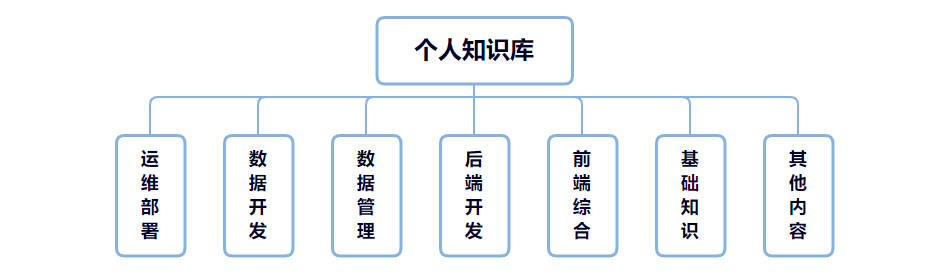 个人知识库
运维部署
数据开发
数据管理
后端开发
前端综合
基础知识
其他内容